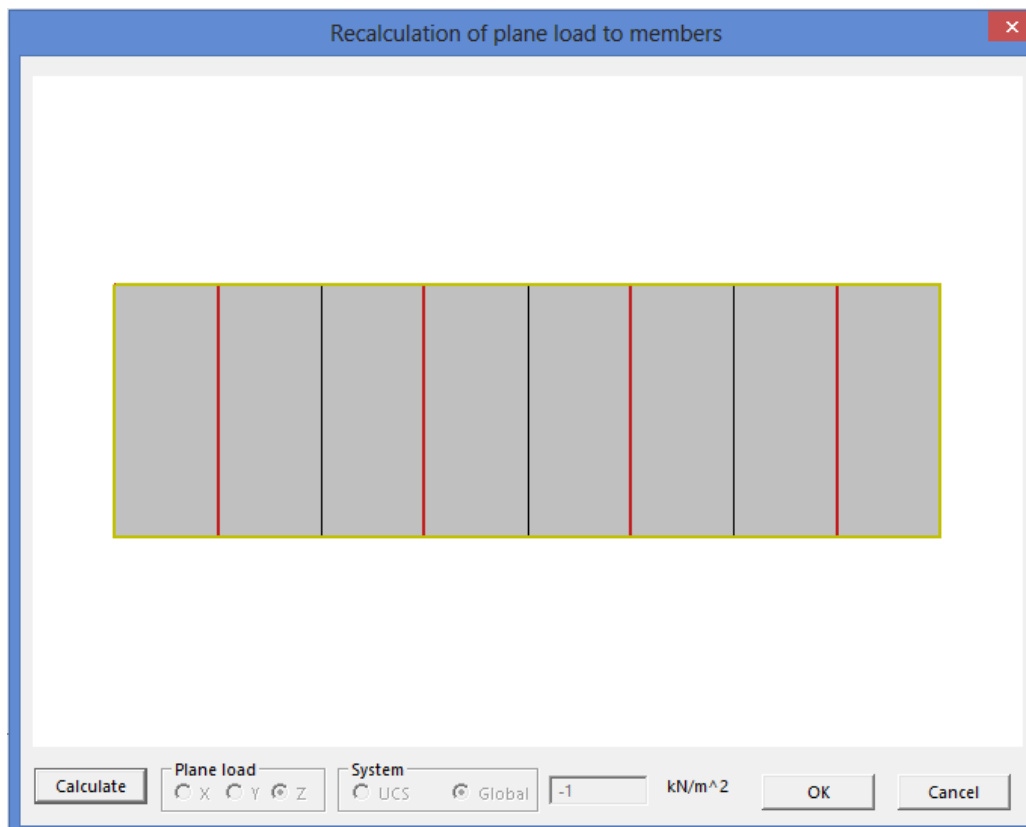 Recalculation of plane load to members
Plane load
System
Calculate
X Y Z
UCS Global
-1
kN/m^2
OK
Cancel